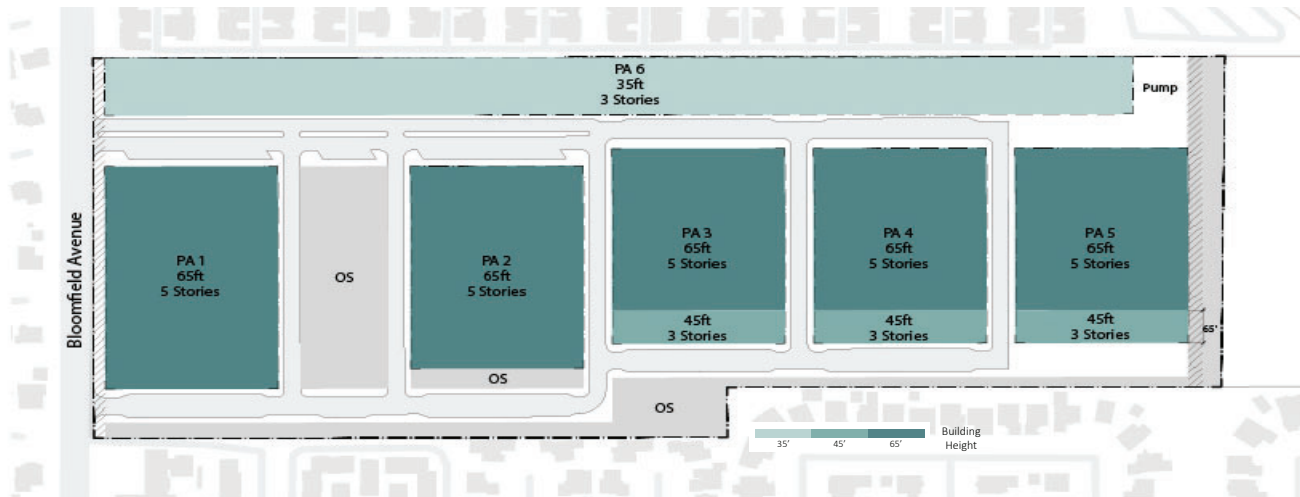 PA 6
35ft
3 Stories
Pump
Bloomfield Avenue
PA 1
65ft
5 Stories
OS
PA 2
65ft
5 Stories
OS
PA 3
65ft
5 Stories
45ft
3 Stories
PA 4
65ft
5 Stories
45ft
3 Stories
PA 5
65ft
5 Stories
45ft
3 Stories
65'
OS
35' 45' 65'
Building
Height